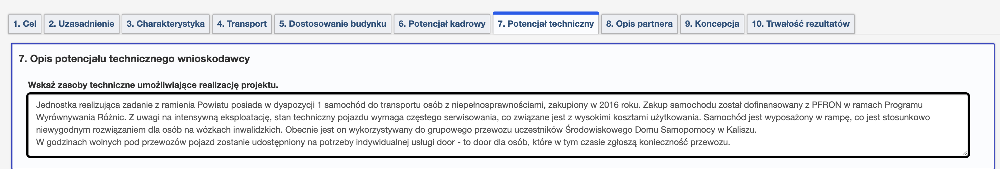 1. Cel
2. Uzasadnienie
3. Charakterystyka
4. Transport
5. Dostosowanie budynku
6. Potencjał kadrowy
7. Potencjał techniczny
8. Opis partnera
9. Koncepcja
10. Trwałość rezultatów
7. Opis potencjału technicznego wnioskodawcy
Wskaż zasoby techniczne umożliwiające realizację projektu.
Jednostka realizująca zadanie z ramienia Powiatu posiada w dyspozycji 1 samochód do transportu osób z niepełnosprawnościami, zakupiony w 2016 roku. Zakup samochodu został dofinansowany z PFRON w ramach Programu
Wyrównywania Różnic. Z uwagi na intensywną eksploatację, stan techniczny pojazdu wymaga częstego serwisowania, co związane jest z wysokimi kosztami użytkowania. Samochód jest wyposażony w rampę, co jest stosunkowo
niewygodnym rozwiązaniem dla osób na wózkach inwalidzkich. Obecnie jest on wykorzystywany do grupowego przewozu uczestników Środowiskowego Domu Samopomocy w Kaliszu.
W godzinach wolnych pod przewozów pojazd zostanie udostępniony na potrzeby indywidualnej usługi door - to door dla osób, które w tym czasie zgłoszą konieczność przewozu.